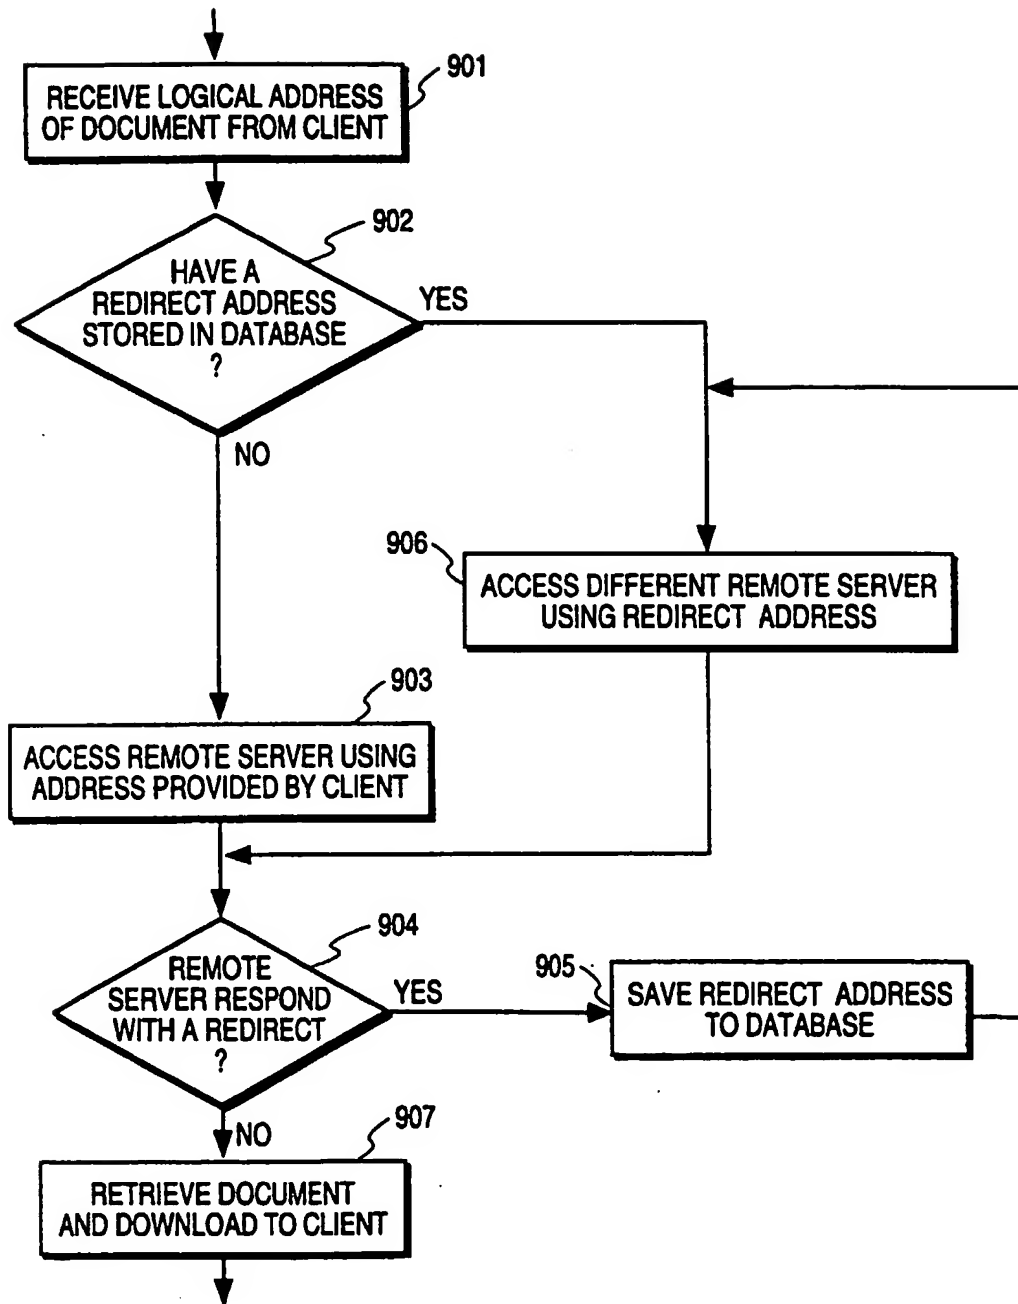 901
RECEIVE LOGICAL ADDRESS
OF DOCUMENT FROM CLIENT
902
HAVE A
REDIRECT ADDRESS
STORED IN DATABASE
?
YES
NO
906
ACCESS DIFFERENT REMOTE SERVER
USING REDIRECT ADDRESS
903
ACCESS REMOTE SERVER USING
ADDRESS PROVIDED BY CLIENT
904
REMOTE
SERVER RESPOND
WITH A REDIRECT
?
YES
905
SAVE REDIRECT ADDRESS
TO DATABASE
NO
907
RETRIEVE DOCUMENT
AND DOWNLOAD TO CLIENT